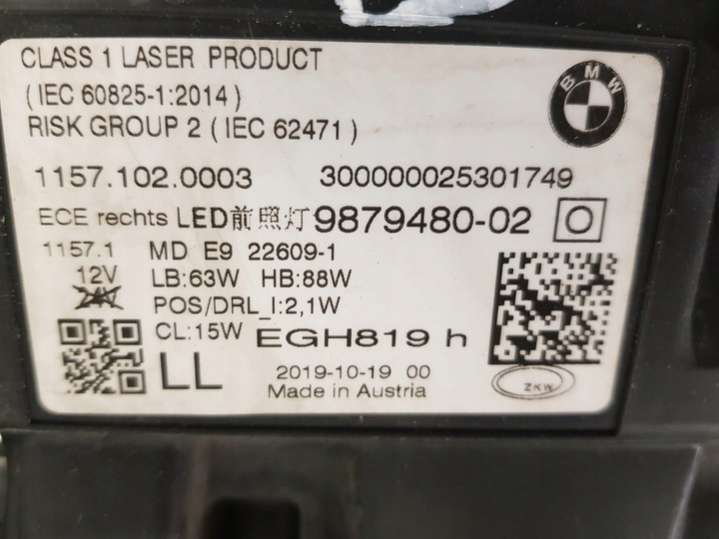 CLASS 1 LASER PRODUCT
(IEC 60825-1:2014)
RISK GROUP 2 (IEC 62471)
BMW
1157.102.0003 300000025301749
ECE rechts LED前照灯 9879480-02
1157.1 MD E9 22609-1
12V LB:63W HB:88W
24V POS/DRL_I:2,1W
CL:15W EGH819 h
LL 2019-10-19 00
Made in Austria
ZKW